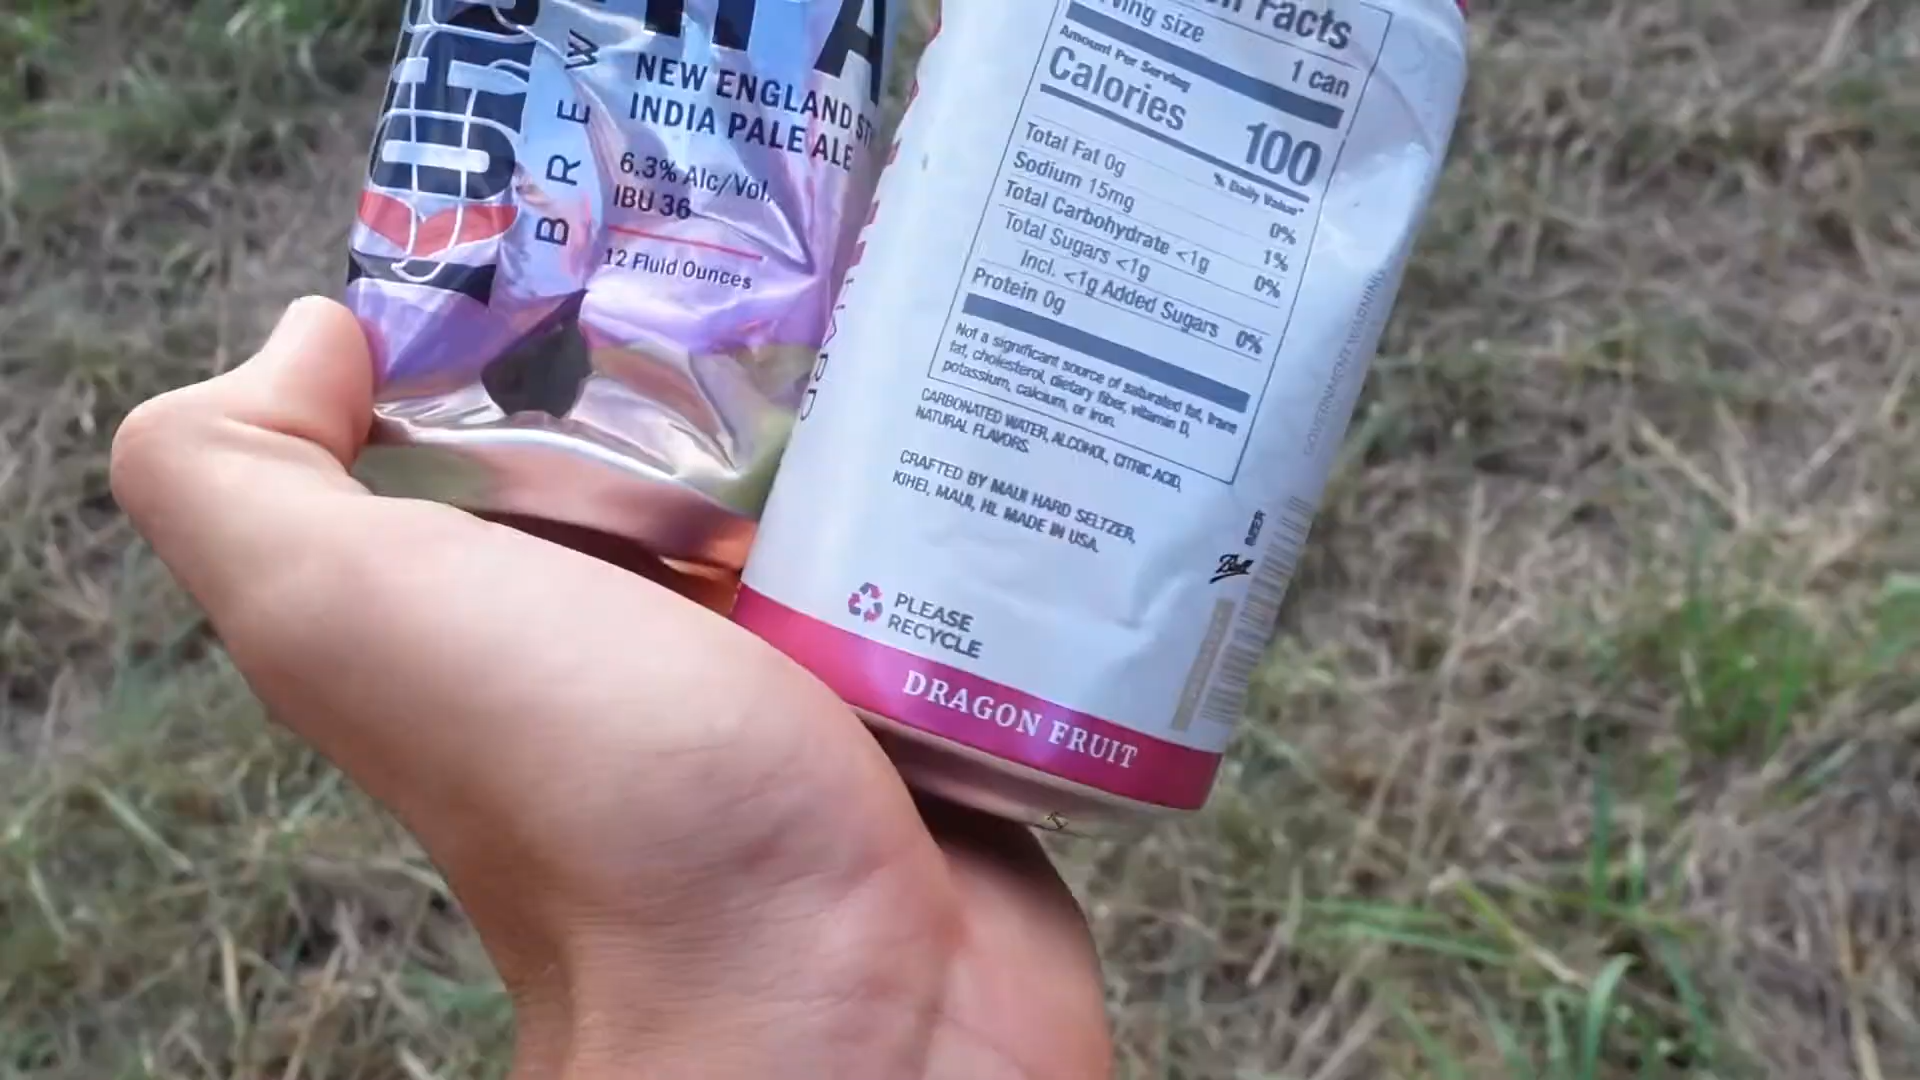 BREW
NEW ENGLAND
INDIA PALE ALE
6.3% Alc/Vol.
IBU 36
12 Fluid Ounces
Facts
size 1 can
Amount Per Serving
Calories 100
% Daily Value*
Total Fat 0g 0%
Sodium 15mg 1%
Total Carbohydrate <1g 0%
Total Sugars <1g
Incl. <1g Added Sugars 0%
Protein 0g
Not a significant source of saturated fat, trans
fat, cholesterol, dietary fiber, vitamin D,
potassium, calcium, or iron.
CARBONATED WATER, ALCOHOL, CITRIC ACID,
NATURAL FLAVORS.
CRAFTED BY MAUI HARD SELTZER,
KIHEI, MAUI, HI. MADE IN USA.
PLEASE
RECYCLE
DRAGON FRUIT
GOVERNMENT WARNING
Ball